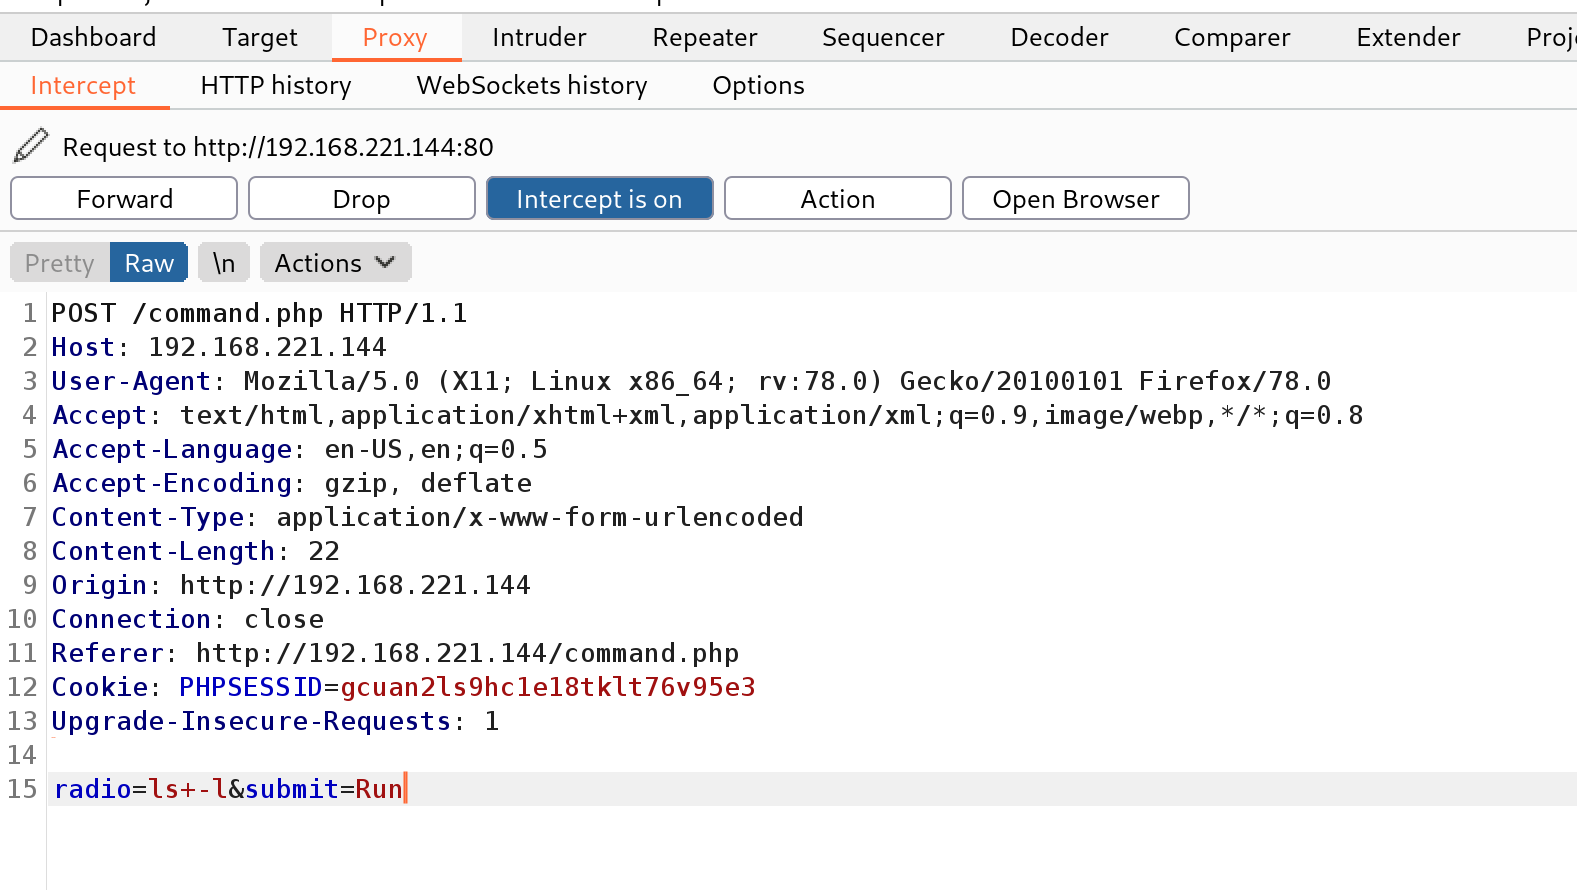 Dashboard Target Proxy Intruder Repeater Sequencer Decoder Comparer Extender
Intercept HTTP history WebSockets history Options
Request to http://192.168.221.144:80
Forward Drop Intercept is on Action Open Browser
Pretty Raw \n Actions
1 POST /command.php HTTP/1.1
2 Host: 192.168.221.144
3 User-Agent: Mozilla/5.0 (X11; Linux x86_64; rv:78.0) Gecko/20100101 Firefox/78.0
4 Accept: text/html,application/xhtml+xml,application/xml;q=0.9,image/webp,*/*;q=0.8
5 Accept-Language: en-US,en;q=0.5
6 Accept-Encoding: gzip, deflate
7 Content-Type: application/x-www-form-urlencoded
8 Content-Length: 22
9 Origin: http://192.168.221.144
10 Connection: close
11 Referer: http://192.168.221.144/command.php
12 Cookie: PHPSESSID=gcuan2ls9hc1e18tklt76v95e3
13 Upgrade-Insecure-Requests: 1
14
15 radio=ls+-l&submit=Run